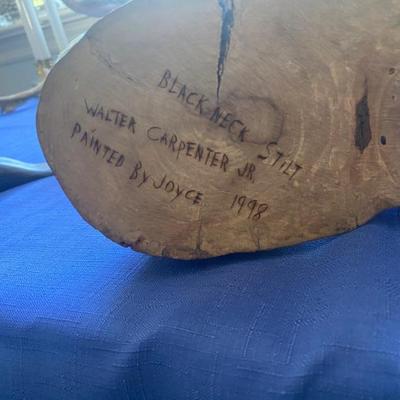 BLACK NECK STILT
WALTER CARPENTER JR.
PAINTED BY JOYCE 1998